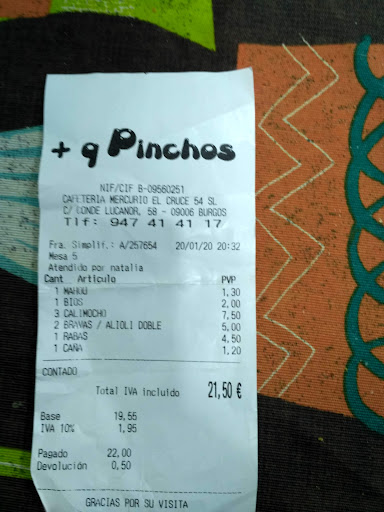 + q Pinchos
NIF/CIF B-09560251
CAFETERIA MERCURIO EL CRUCE 54 SL
C/ CONDE LUCANOR, 58 - 09006 BURGOS
Tlf: 947 41 41 17
Fra. Simplif.: A/257654 20/01/20 20:32
Mesa 5
Atendido por natalia
Cant Artículo PVP
1 MAHOU 1,30
1 BIOS 2,00
3 CALIMOCHO 7,50
2 BRAVAS / ALIOLI DOBLE 5,00
1 RABAS 4,50
1 CAÑA 1,20
CONTADO
Total IVA incluido 21,50 €
Base 19,55
IVA 10% 1,95
Pagado 22,00
Devolución 0,50
GRACIAS POR SU VISITA